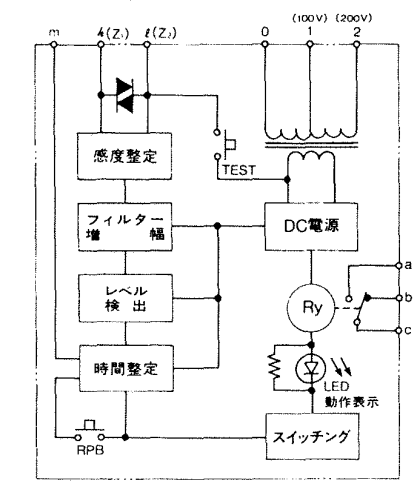 (100V) (200V)
m k(Z₁) ℓ(Z₂) 0 1 2
感度整定
TEST
フィルター
増幅
DC電源
レベル
検出
a
b
c
Ry
時間整定
LED
動作表示
RPB
スイッチング